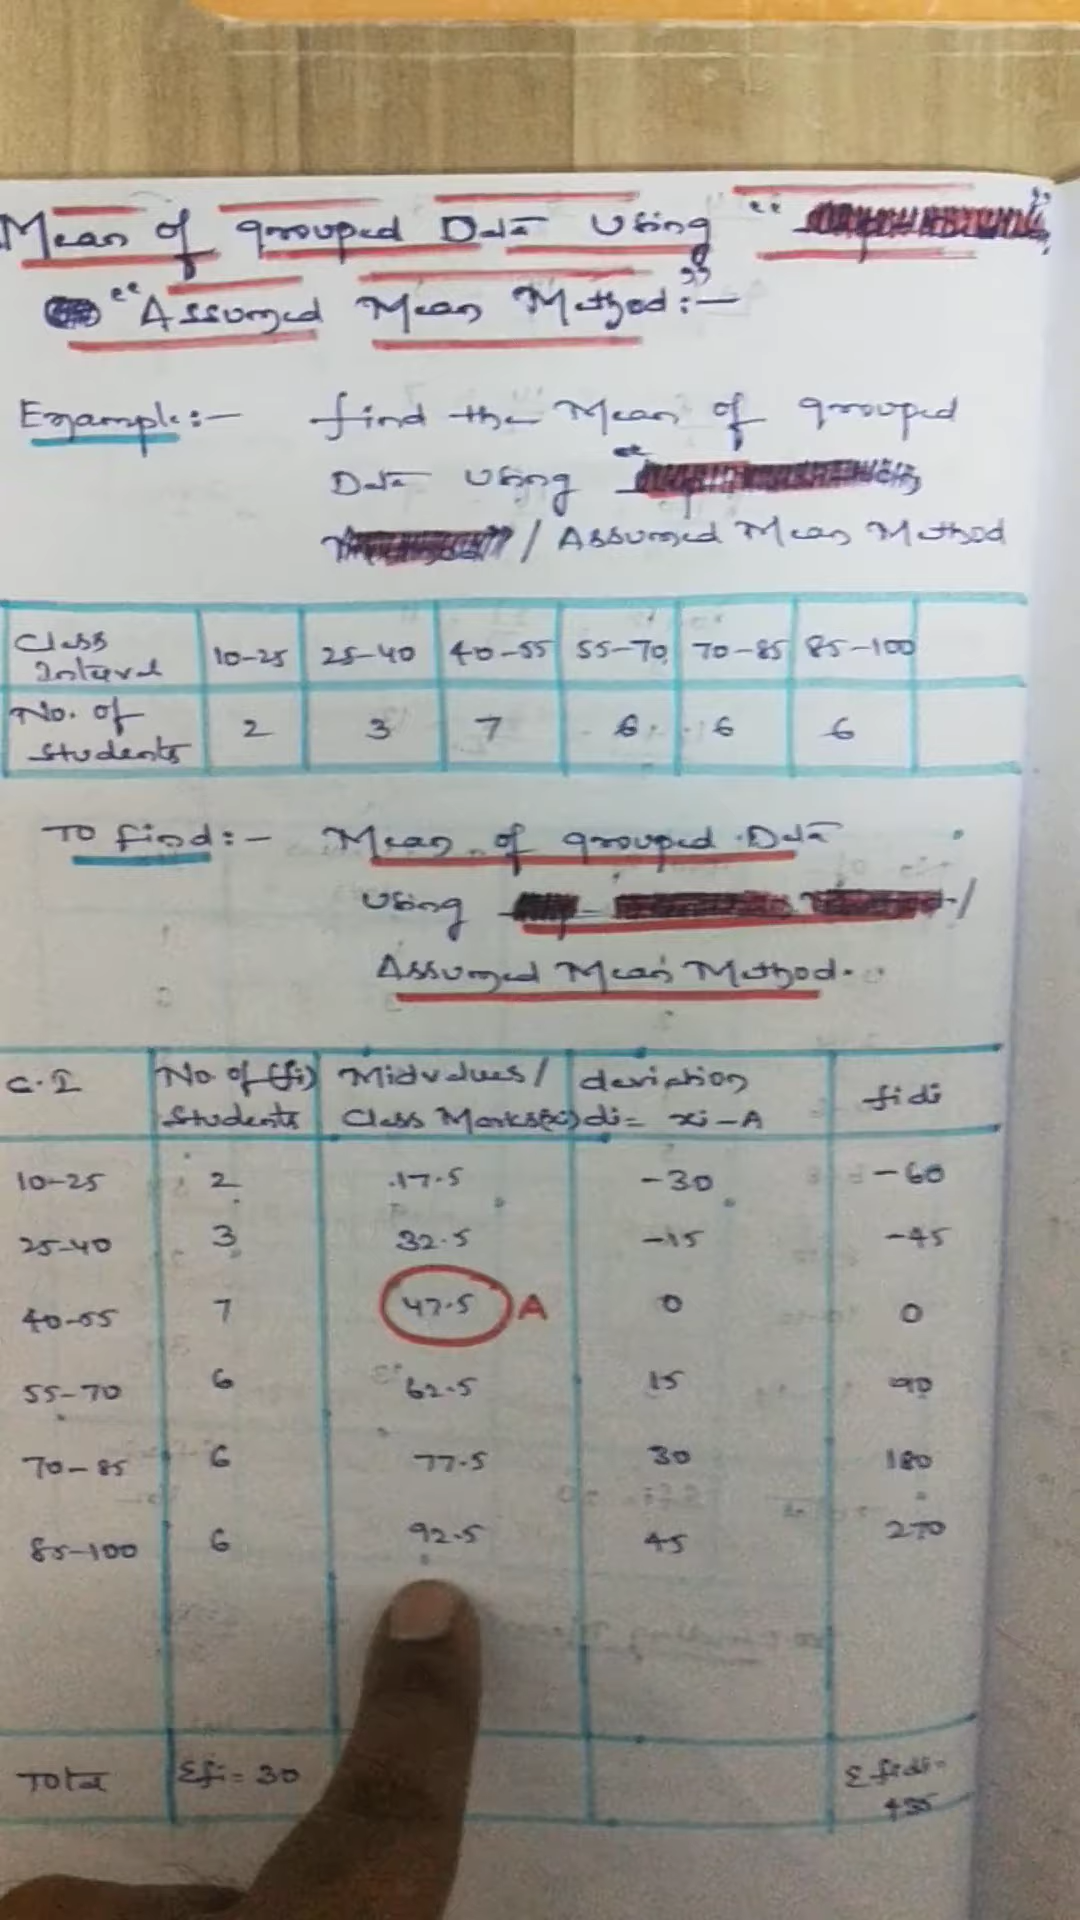 Mean of grouped Data Using "
"Assumed Mean Method":-
Example:- find the Mean of grouped
Data Using "
/ Assumed Mean Method
Class Interval 10-25 25-40 40-55 55-70 70-85 85-100
No. of Students 2 3 7 6 6 6
To find:- Mean of grouped Data
Using /
Assumed Mean Method.
C.I No. of (fi) Students Midvalues/ Class Marks(xi) deviation di= xi-A fidi
10-25 2 17.5 -30 -60
25-40 3 32.5 -15 -45
40-55 7 47.5 A 0 0
55-70 6 62.5 15 90
70-85 6 77.5 30 180
85-100 6 92.5 45 270
Total Σfi = 30 Σfidi=
435